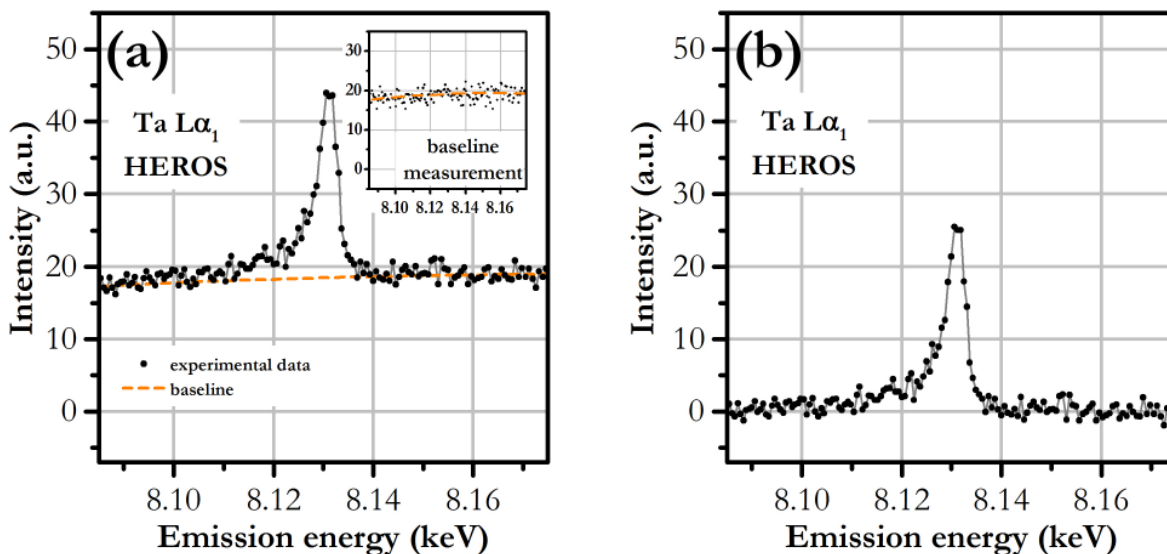 (a)
Ta Lα₁
HEROS
50
40
30
20
10
0
Intensity (a.u.)
30
20
10
0
baseline
measurement
8.10 8.12 8.14 8.16
experimental data
baseline
8.10 8.12 8.14 8.16
Emission energy (keV)
(b)
Ta Lα₁
HEROS
50
40
30
20
10
0
Intensity (a.u.)
8.10 8.12 8.14 8.16
Emission energy (keV)